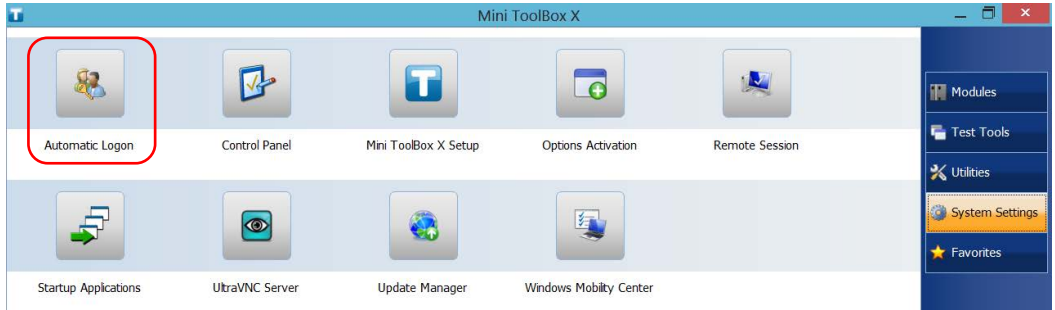 Mini ToolBox X
Automatic Logon
Control Panel
Mini ToolBox X Setup
Options Activation
Remote Session
Startup Applications
UltraVNC Server
Update Manager
Windows Mobility Center
Modules
Test Tools
Utilities
System Settings
Favorites